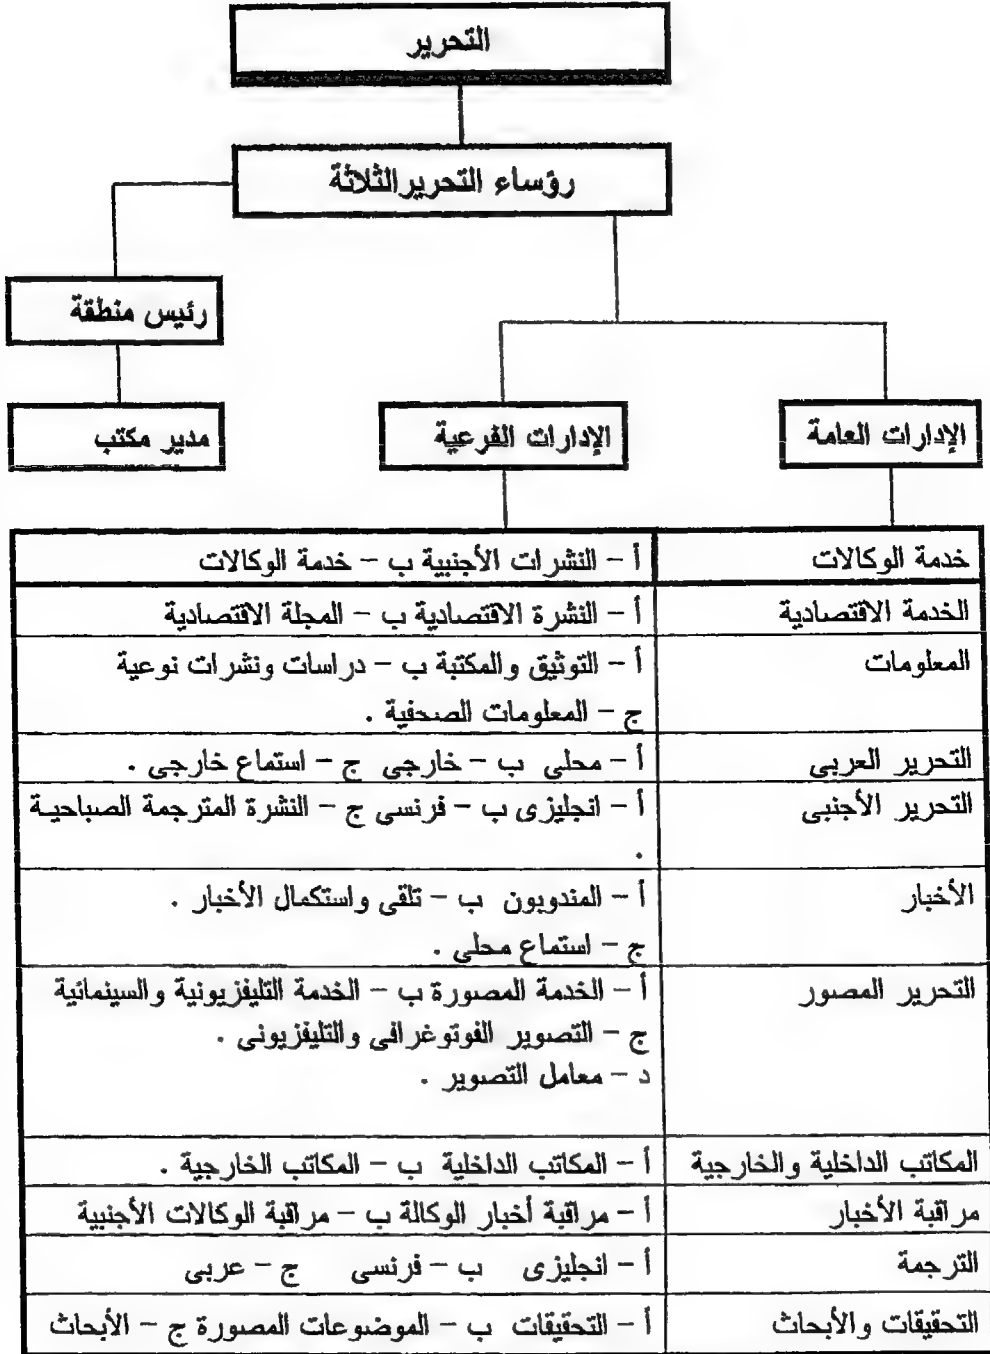 التحرير
رؤساء التحرير الثلاثة
رئيس منطقة
الإدارات العامة
الإدارات الفرعية
مدير مكتب
خدمة الوكالات
أ – النشرات الأجنبية ب – خدمة الوكالات
الخدمة الاقتصادية
أ – النشرة الاقتصادية ب – المجلة الاقتصادية
المعلومات
أ – التوثيق والمكتبة ب – دراسات ونشرات نوعية
ج – المعلومات الصحفية .
التحرير العربى
أ – محلى ب – خارجى ج – استماع خارجى .
التحرير الأجنبى
أ – انجليزى ب – فرنسى ج – النشرة المترجمة الصباحية
.
الأخبار
أ – المندوبون ب – تلقى واستكمال الأخبار .
ج – استماع محلى .
التحرير المصور
أ – الخدمة المصورة ب – الخدمة التليفزيونية والسينمائية
ج – التصوير الفوتوغرافى والتليفزيونى .
د – معامل التصوير .
المكاتب الداخلية والخارجية
أ – المكاتب الداخلية ب – المكاتب الخارجية .
مراقبة الأخبار
أ – مراقبة أخبار الوكالة ب – مراقبة الوكالات الأجنبية
الترجمة
أ – انجليزى ب – فرنسى ج – عربى
التحقيقات والأبحاث
أ – التحقيقات ب – الموضوعات المصورة ج – الأبحاث